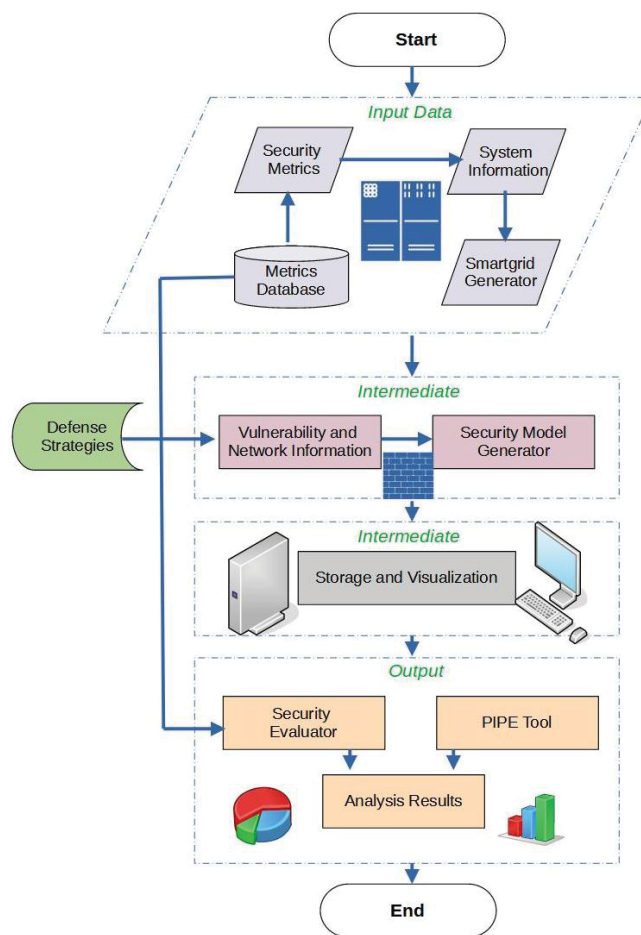 Start
Input Data
Security
Metrics
System
Information
Metrics
Database
Smartgrid
Generator
Intermediate
Defense
Strategies
Vulnerability and
Network Information
Security Model
Generator
Intermediate
Storage and Visualization
Output
Security
Evaluator
PIPE Tool
Analysis Results
End